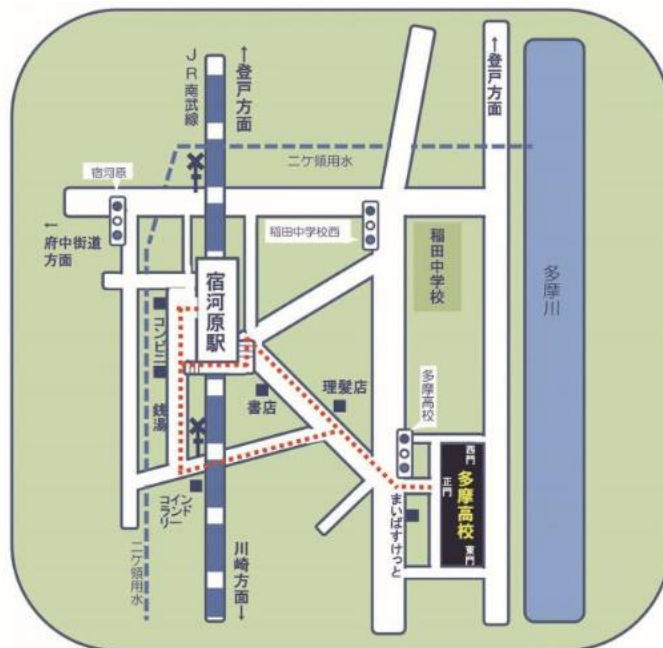 JR南武線
↑登戸方面
↑登戸方面
宿河原
二ケ領用水
←
府中街道
方面
稲田中学校西
稲田中学校
宿河原駅
多摩川
コンビニ
銭湯
書店
理髪店
多摩高校
西門
正門
多摩高校
東門
まいばすけっと
コイン
ランド
リー
二ケ領用水
川崎方面↓